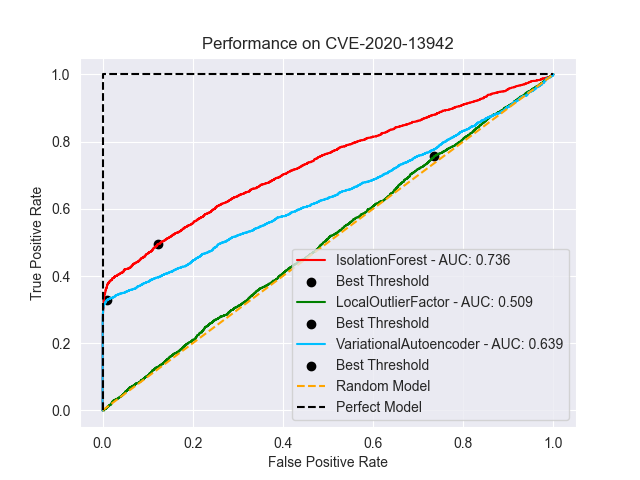 Performance on CVE-2020-13942
True Positive Rate
1.0
0.8
0.6
0.4
0.2
0.0
IsolationForest - AUC: 0.736
Best Threshold
LocalOutlierFactor - AUC: 0.509
Best Threshold
VariationalAutoencoder - AUC: 0.639
Best Threshold
Random Model
Perfect Model
0.0 0.2 0.4 0.6 0.8 1.0
False Positive Rate